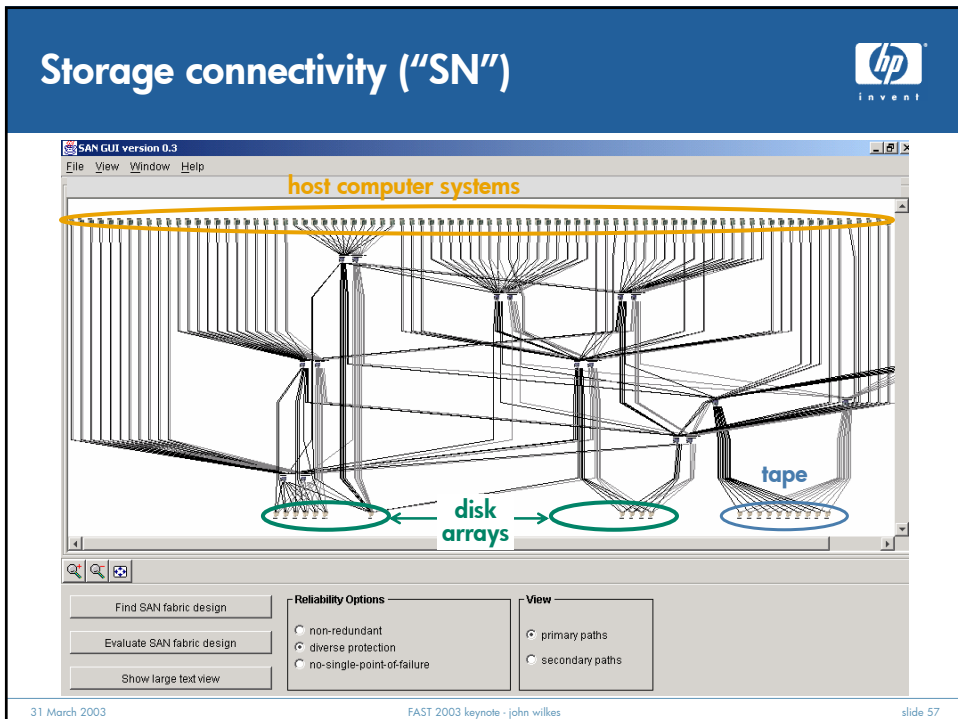 Storage connectivity (“SN”)
hp
invent
SAN GUI version 0.3
File View Window Help
host computer systems
tape
disk
arrays
Find SAN fabric design
Evaluate SAN fabric design
Show large text view
Reliability Options
non-redundant
diverse protection
no-single-point-of-failure
View
primary paths
secondary paths
31 March 2003
FAST 2003 keynote - john wilkes
slide 57